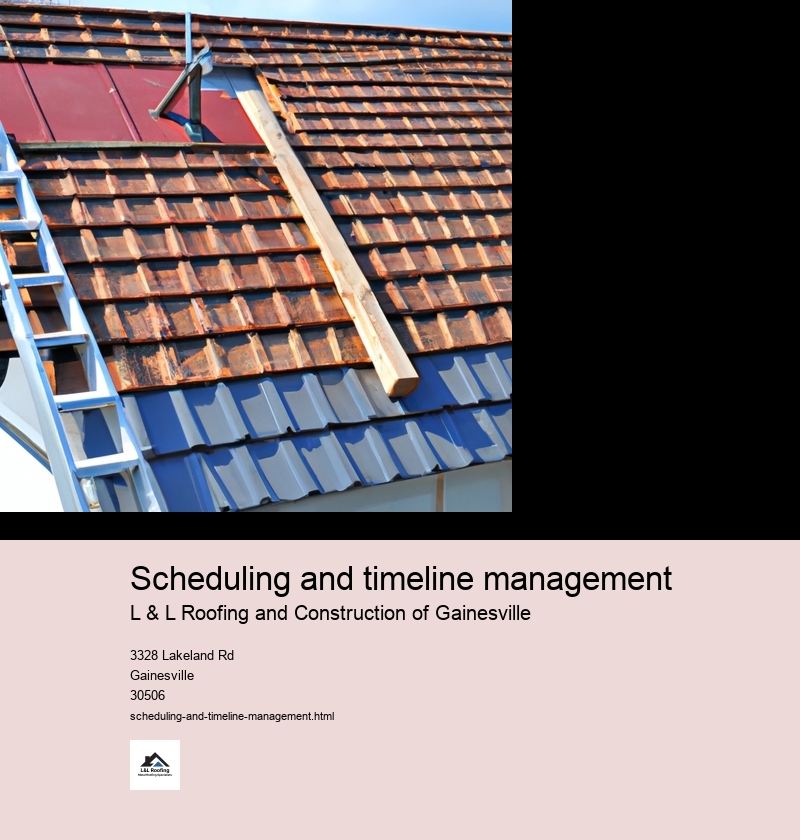 Scheduling and timeline management
L & L Roofing and Construction of Gainesville
3328 Lakeland Rd
Gainesville
30506
scheduling-and-timeline-management.html
L&L Roofing